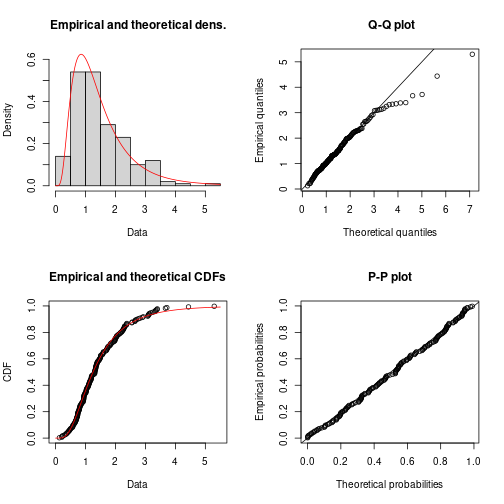 Empirical and theoretical dens.
Density
0.0 0.2 0.4 0.6
0 1 2 3 4 5
Data
Q-Q plot
Empirical quantiles
0 1 2 3 4 5
0 1 2 3 4 5 6 7
Theoretical quantiles
Empirical and theoretical CDFs
CDF
0.0 0.2 0.4 0.6 0.8 1.0
0 1 2 3 4 5
Data
P-P plot
Empirical probabilities
0.0 0.2 0.4 0.6 0.8 1.0
0.0 0.2 0.4 0.6 0.8 1.0
Theoretical probabilities